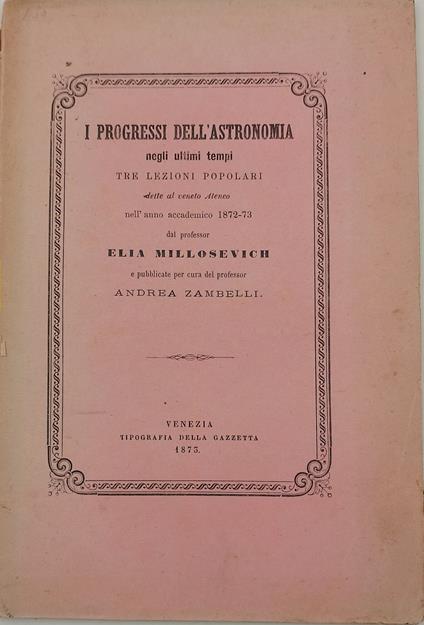 I PROGRESSI DELL'ASTRONOMIA
negli ultimi tempi
TRE LEZIONI POPOLARI
dette al veneto Ateneo
nell'anno accademico 1872-73
dal professor
ELIA MILLOSEVICH
e pubblicate per cura del professor
ANDREA ZAMBELLI.
VENEZIA
TIPOGRAFIA DELLA GAZZETTA
1873.